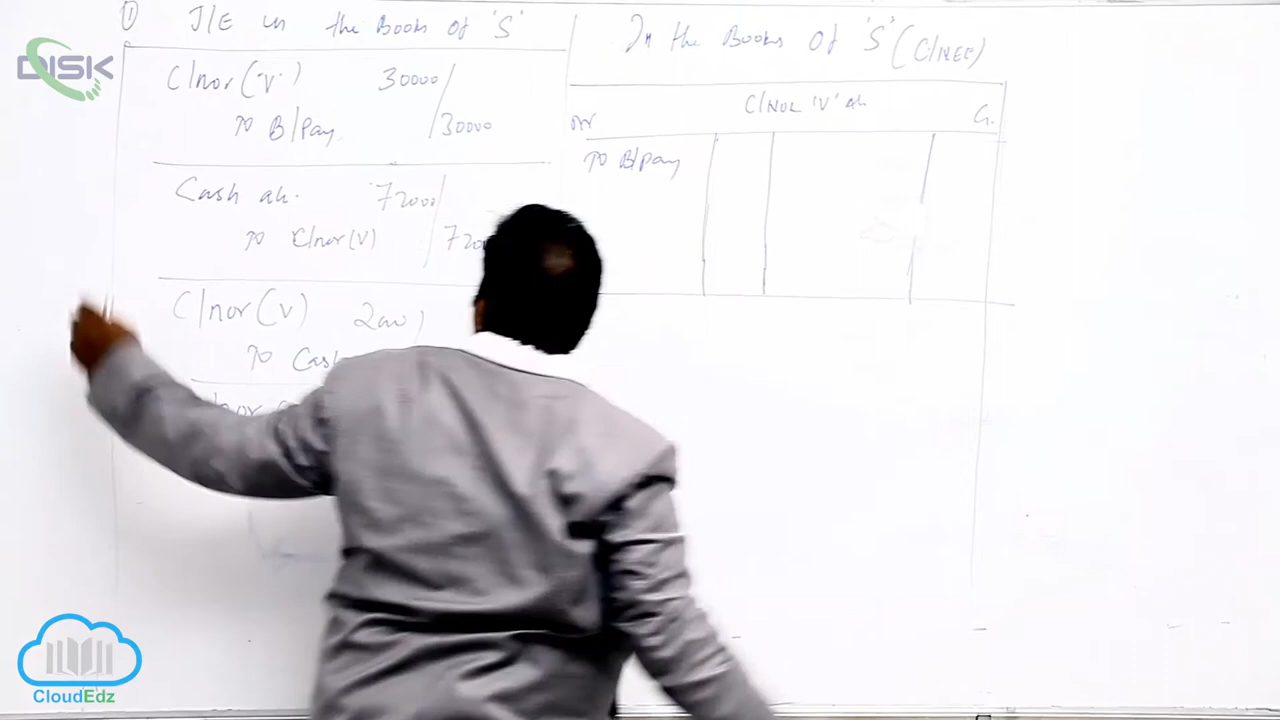 ① J/E in the Books of 'S'
C/nor (V) 30000/
To B/Pay /30000
Cash a/c. 72000/
To C/nor (V) / 720
C/nor (V) 2000/
To Cash
In the Books of 'S' (C/NEE)
C/NOR 'V' a/c
Dr Cr.
To B/Pay
DISK
CloudEdz